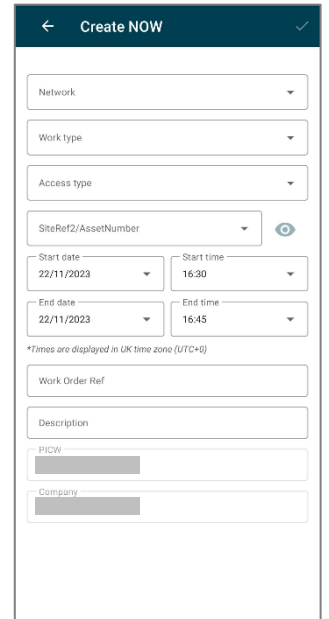 Create NOW
Network
Work type
Access type
SiteRef2/AssetNumber
Start date
Start time
22/11/2023
16:30
End date
End time
22/11/2023
16:45
*Times are displayed in UK time zone (UTC+0)
Work Order Ref
Description
PICW
Company